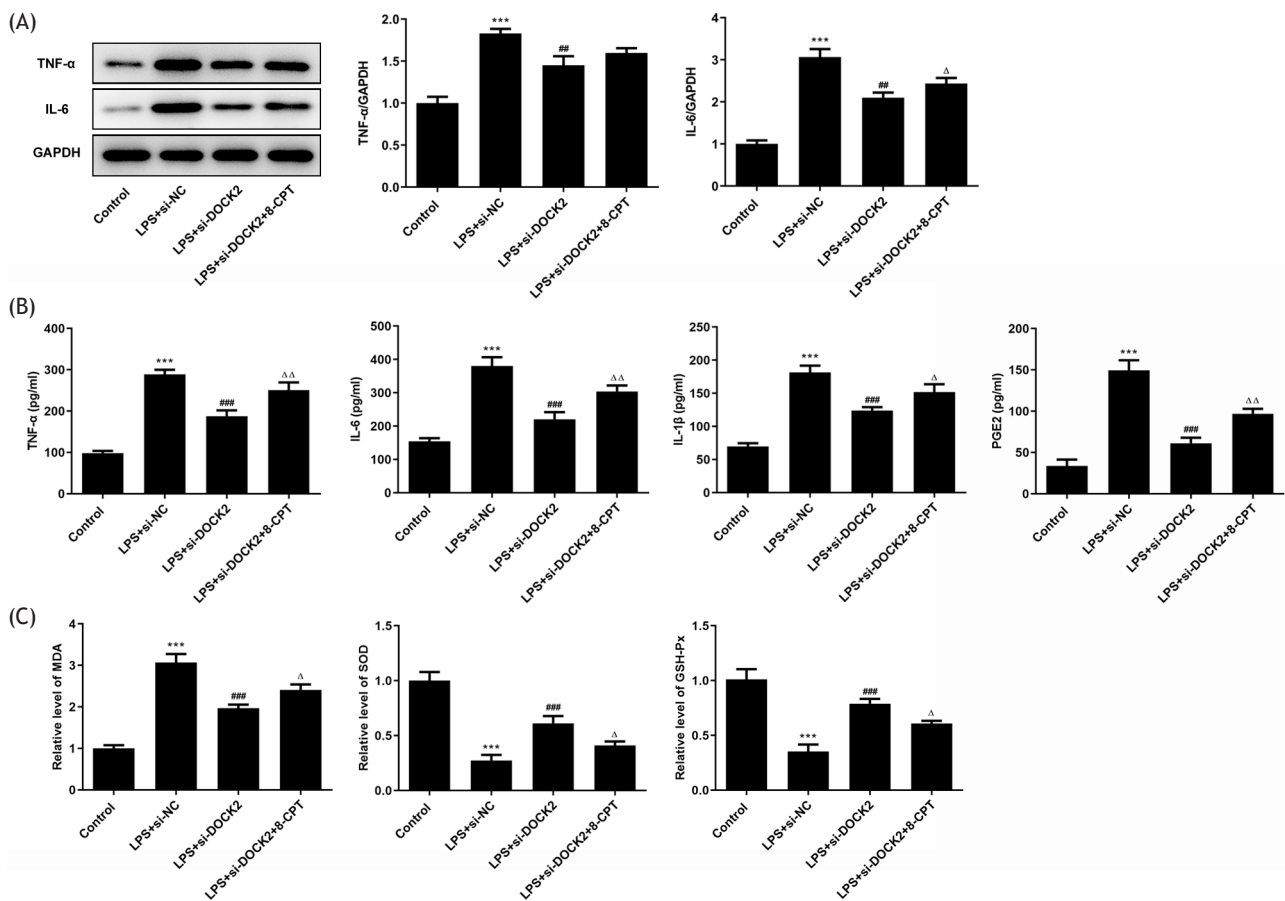 (A)
TNF-α
IL-6
GAPDH
Control
LPS+si-NC
LPS+si-DOCK2
LPS+si-DOCK2+8-CPT
TNF-α/GAPDH
2.0
1.5
1.0
0.5
0.0
***
##
Control
LPS+si-NC
LPS+si-DOCK2
LPS+si-DOCK2+8-CPT
IL-6/GAPDH
4
3
2
1
0
***
##
Δ
Control
LPS+si-NC
LPS+si-DOCK2
LPS+si-DOCK2+8-CPT
(B)
TNF-α (pg/ml)
400
300
200
100
0
***
###
ΔΔ
Control
LPS+si-NC
LPS+si-DOCK2
LPS+si-DOCK2+8-CPT
IL-6 (pg/ml)
500
400
300
200
100
0
***
###
ΔΔ
Control
LPS+si-NC
LPS+si-DOCK2
LPS+si-DOCK2+8-CPT
IL-1β (pg/ml)
250
200
150
100
50
0
***
###
Δ
Control
LPS+si-NC
LPS+si-DOCK2
LPS+si-DOCK2+8-CPT
PGE2 (pg/ml)
200
150
100
50
0
***
###
ΔΔ
Control
LPS+si-NC
LPS+si-DOCK2
LPS+si-DOCK2+8-CPT
(C)
Relative level of MDA
4
3
2
1
0
***
###
Δ
Control
LPS+si-NC
LPS+si-DOCK2
LPS+si-DOCK2+8-CPT
Relative level of SOD
1.5
1.0
0.5
0.0
***
###
Δ
Control
LPS+si-NC
LPS+si-DOCK2
LPS+si-DOCK2+8-CPT
Relative level of GSH-Px
1.5
1.0
0.5
0.0
***
###
Δ
Control
LPS+si-NC
LPS+si-DOCK2
LPS+si-DOCK2+8-CPT